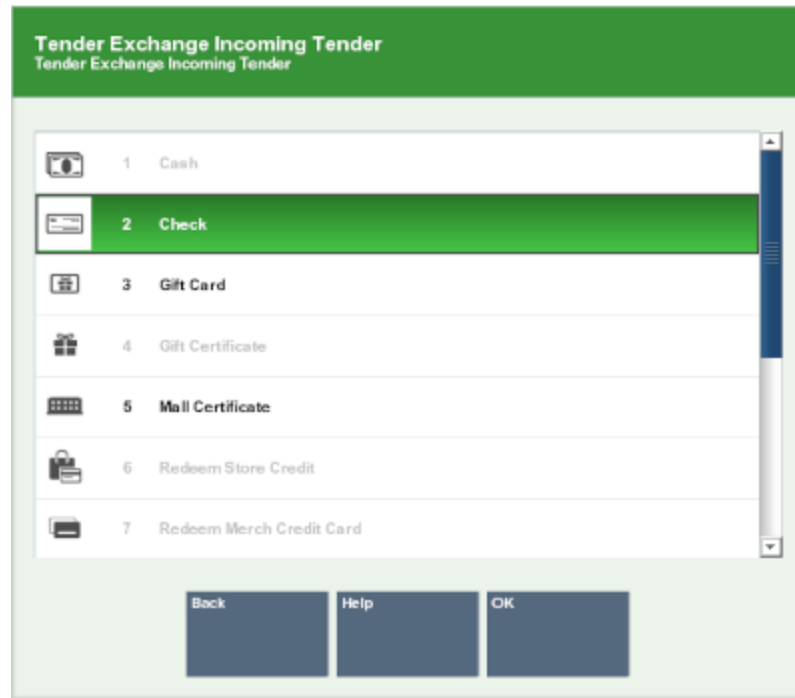 Tender Exchange Incoming Tender
Tender Exchange Incoming Tender
1 Cash
2 Check
3 Gift Card
4 Gift Certificate
5 Mall Certificate
6 Redeem Store Credit
7 Redeem Merch Credit Card
Back Help OK